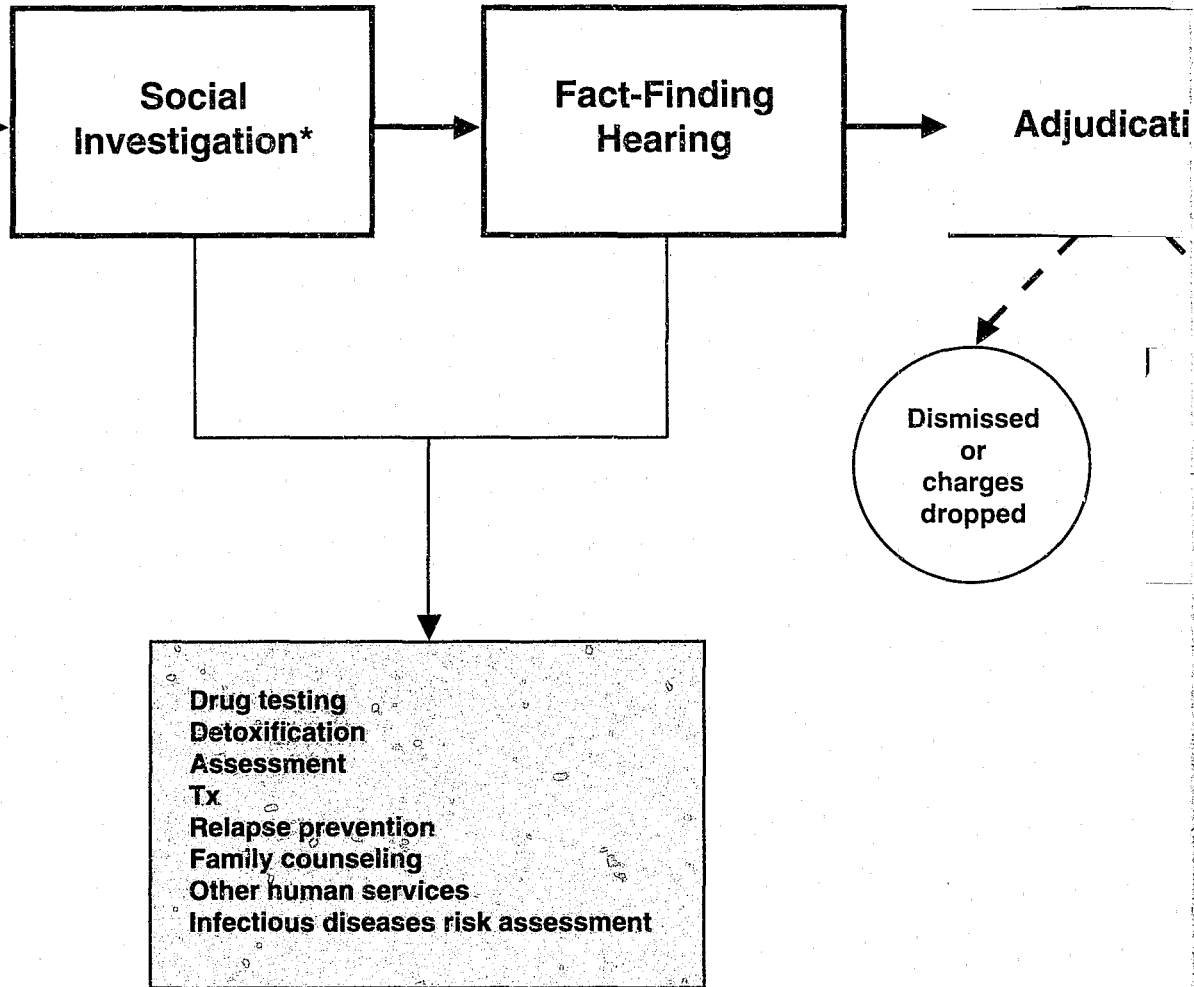 Social
Investigation*
Fact-Finding
Hearing
Adjudicati
Dismissed
or
charges
dropped
Drug testing
Detoxification
Assessment
Tx
Relapse prevention
Family counseling
Other human services
Infectious diseases risk assessment